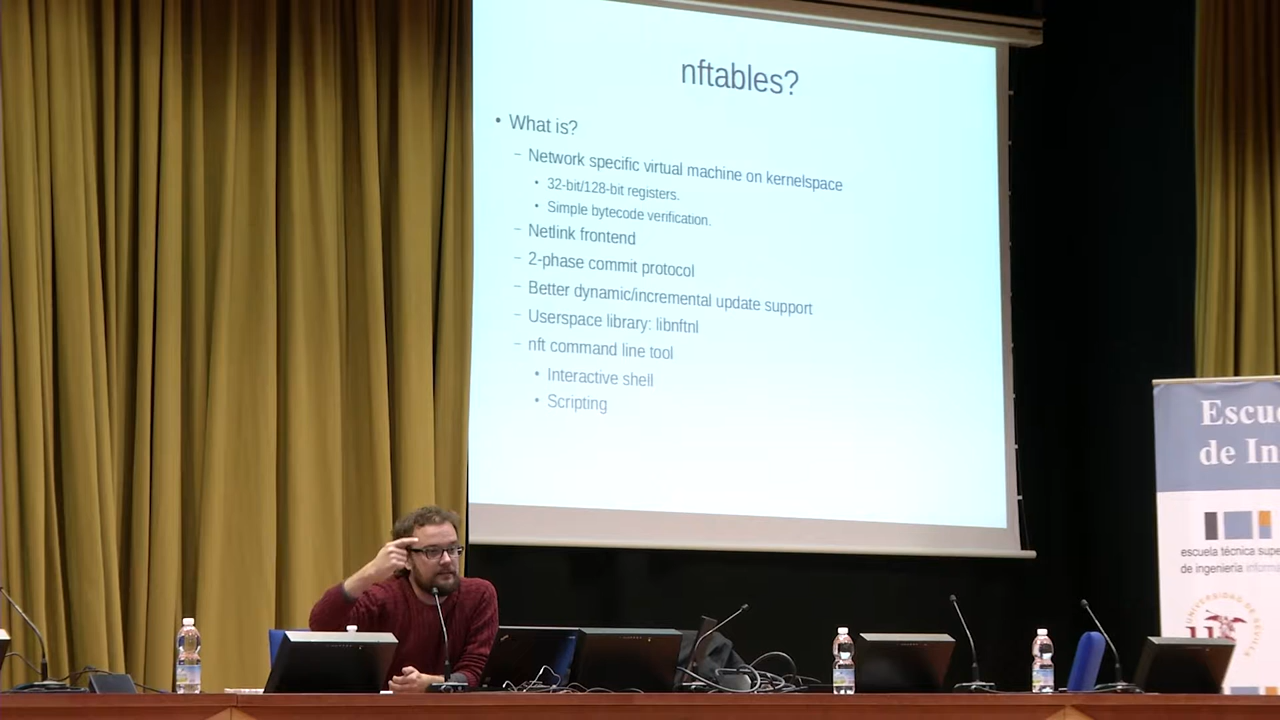 nftables?
• What is?
– Network specific virtual machine on kernelspace
• 32-bit/128-bit registers.
• Simple bytecode verification.
– Netlink frontend
– 2-phase commit protocol
– Better dynamic/incremental update support
– Userspace library: libnftnl
– nft command line tool
• Interactive shell
• Scripting
Escu
de In
escuela técnica supe
de ingeniería informá